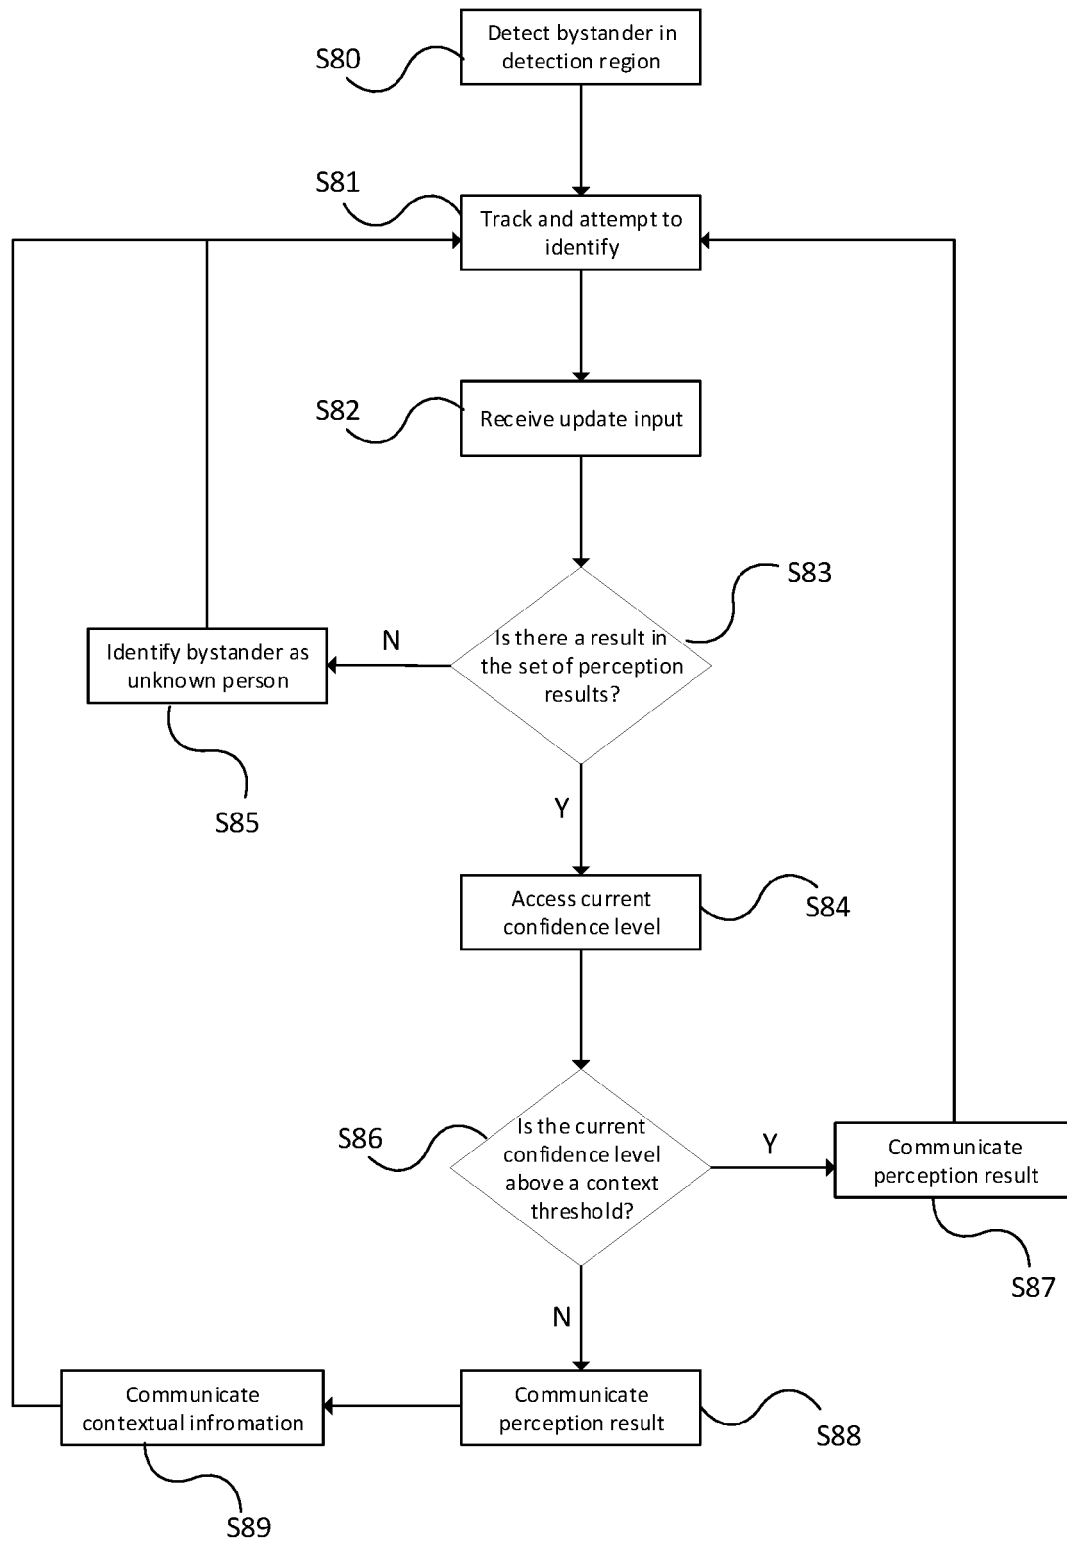 Detect bystander in
detection region
S80
S81
Track and attempt to
identify
S82
Receive update input
S83
Is there a result in
the set of perception
results?
N
Identify bystander as
unknown person
S85
Y
Access current
confidence level
S84
S86
Is the current
confidence level
above a context
threshold?
Y
Communicate
perception result
S87
N
Communicate
perception result
S88
Communicate
contextual infromation
S89